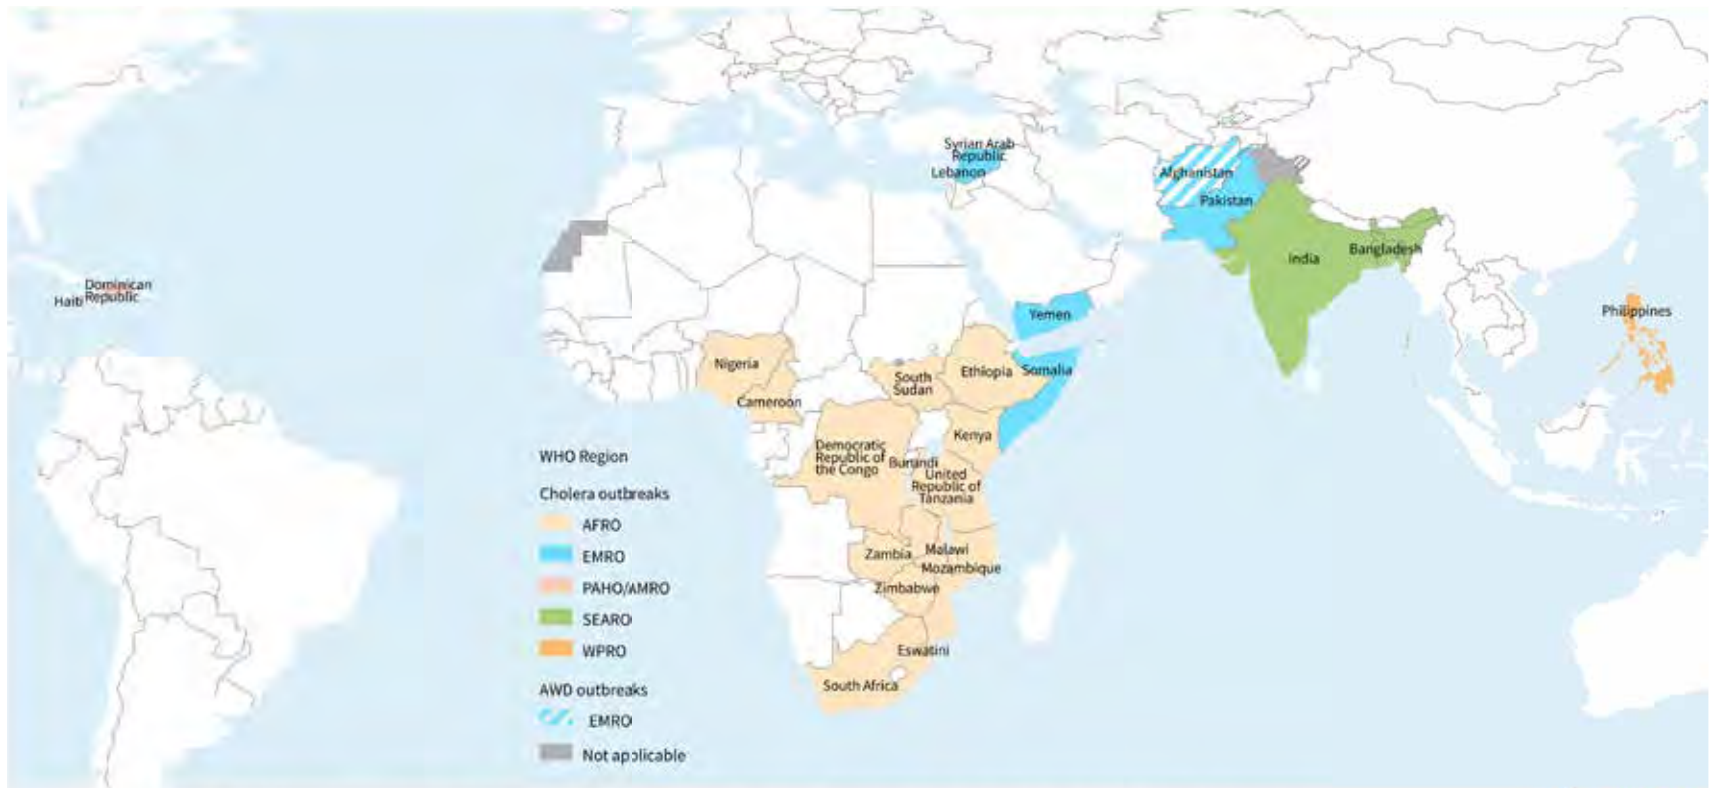 Syrian Arab
Republic
Lebanon
Afghanistan
Pakistan
India
Bangladesh
Dominican
Republic
Haiti
Philippines
Yemen
Nigeria
Cameroon
South
Sudan
Ethiopia
Somalia
Kenya
Democratic
Republic of
the Congo
Burundi
United
Republic of
Tanzania
Zambia
Malawi
Mozambique
Zimbabwe
Eswatini
South Africa
WHO Region
Cholera outbreaks
AFRO
EMRO
PAHO/AMRO
SEARO
WPRO
AWD outbreaks
EMRO
Not applicable